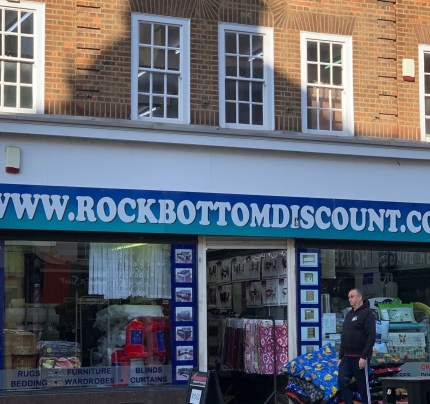 WWW.ROCKBOTTOMDISCOUNT.CO
RUGS • FURNITURE BLINDS
BEDDING • WARDROBES CURTAINS